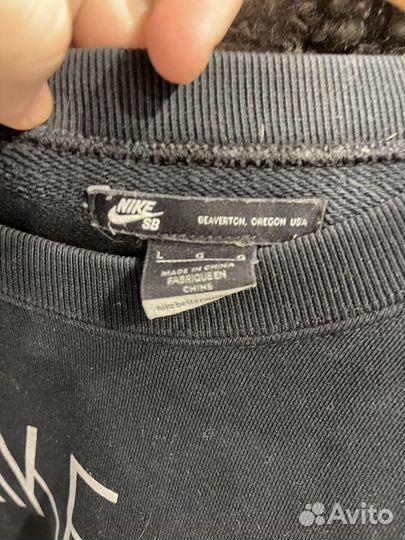 NIKE
SB
BEAVERTON, OREGON USA
L G G
MADE IN CHINA
FABRIQUE EN
CHINE
Avito